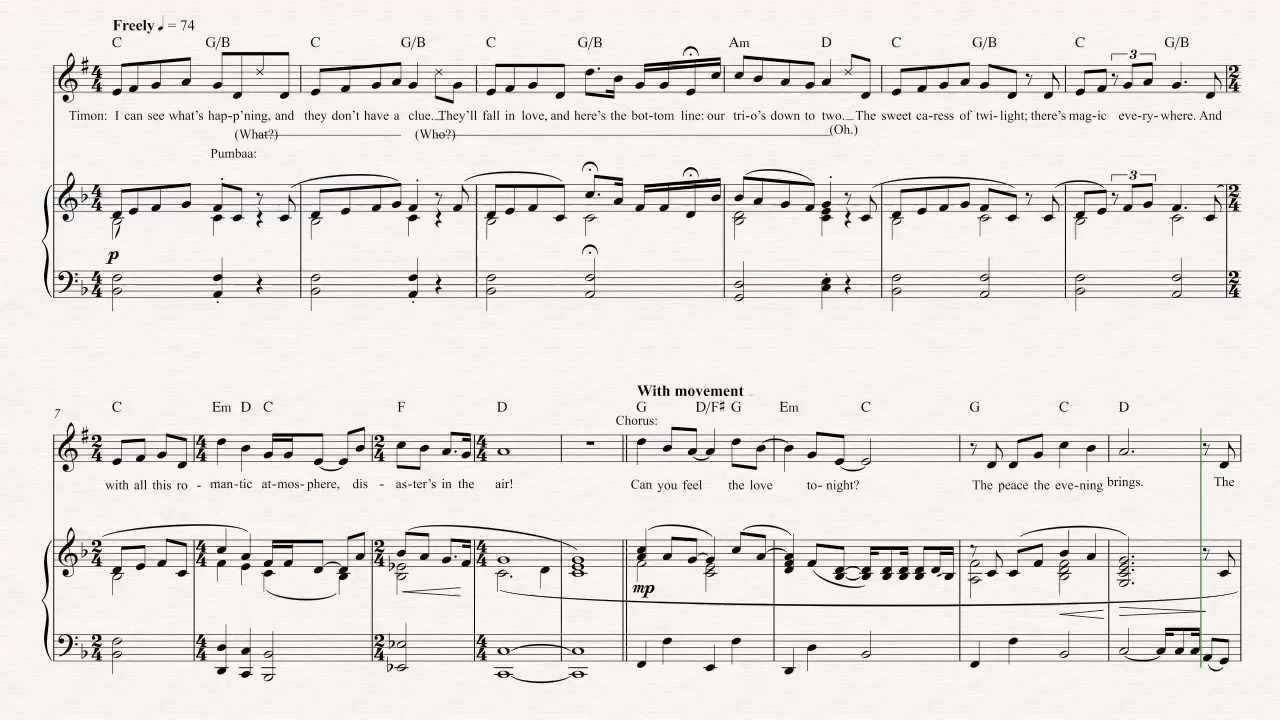 Freely ♩ = 74
C G/B C G/B C G/B Am D C G/B C G/B
3
Timon: I can see what's hap-p'ning, and they don't have a clue. They'll fall in love, and here's the bot-tom line: our tri-o's down to two. The sweet ca-ress of twi-light; there's mag-ic eve-ry-where. And
(What?) (Who?) (Oh.)
Pumbaa:
3
p
With movement
7 C Em D C F D G D/F♯ G Em C G C D
Chorus:
with all this ro - man-tic at-mos-phere, dis - as-ter's in the air! Can you feel the love to-night? The peace the eve-ning brings. The
mp